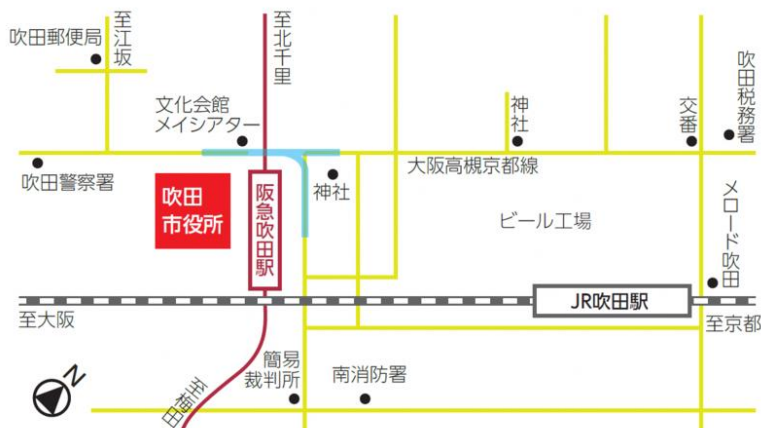 至江坂
吹田郵便局
至北千里
吹田税務署
文化会館
メイシアター
神社
交番
大阪高槻京都線
吹田警察署
吹田
市役所
阪急吹田駅
神社
メロード吹田
ビール工場
JR吹田駅
至大阪
至京都
簡易
裁判所
南消防署
至梅田
N